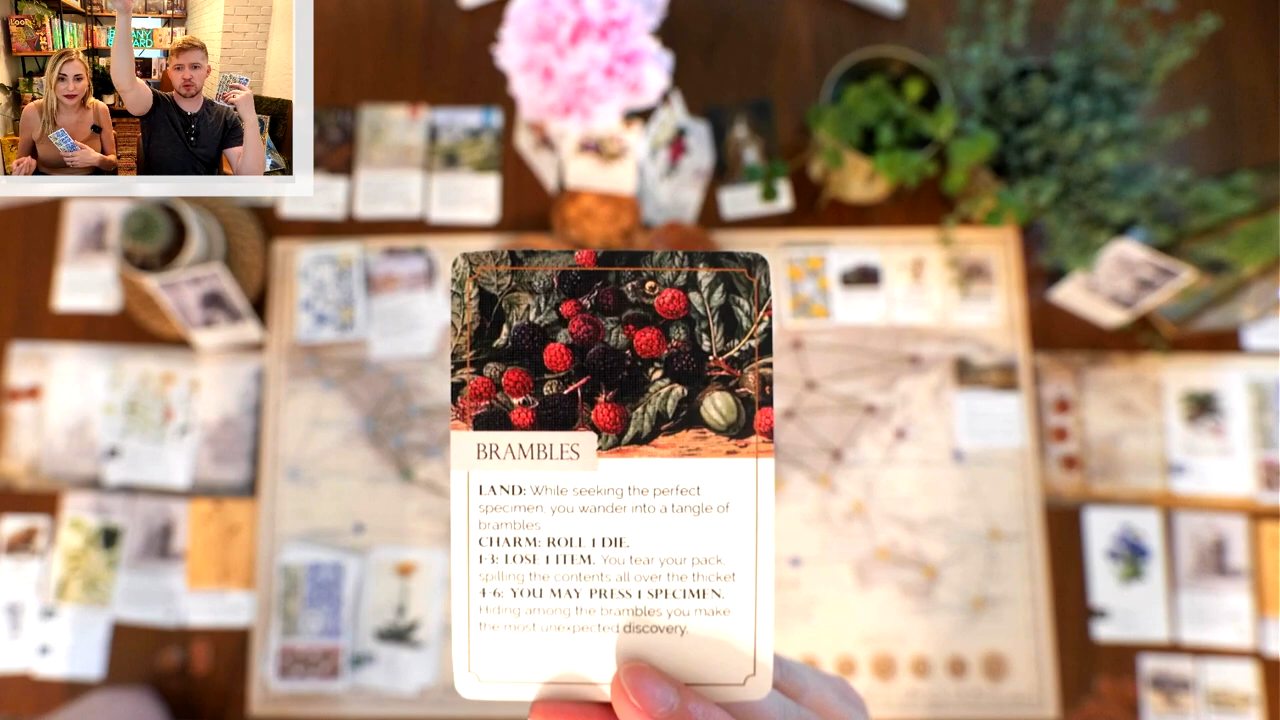 BRAMBLES
LAND: While seeking the perfect
specimen, you wander into a tangle of
brambles.
CHARM: ROLL 1 DIE.
1-3: LOSE 1 ITEM. You tear your pack,
spilling the contents all over the thicket
4-6: YOU MAY PRESS 1 SPECIMEN.
Hiding among the brambles you make
the most unexpected discovery.